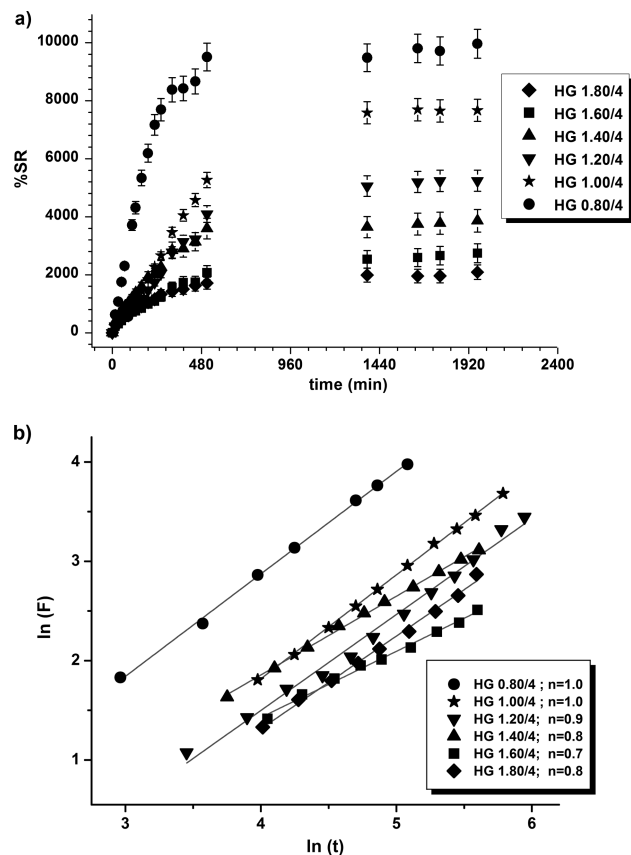 a)
10000
8000
6000
4000
2000
0
%SR
0
480
960
1440
1920
2400
time (min)
HG 1.80/4
HG 1.60/4
HG 1.40/4
HG 1.20/4
HG 1.00/4
HG 0.80/4
b)
4
3
2
1
ln (F)
3
4
5
6
ln (t)
HG 0.80/4 ; n=1.0
HG 1.00/4 ; n=1.0
HG 1.20/4; n=0.9
HG 1.40/4; n=0.8
HG 1.60/4; n=0.7
HG 1.80/4; n=0.8